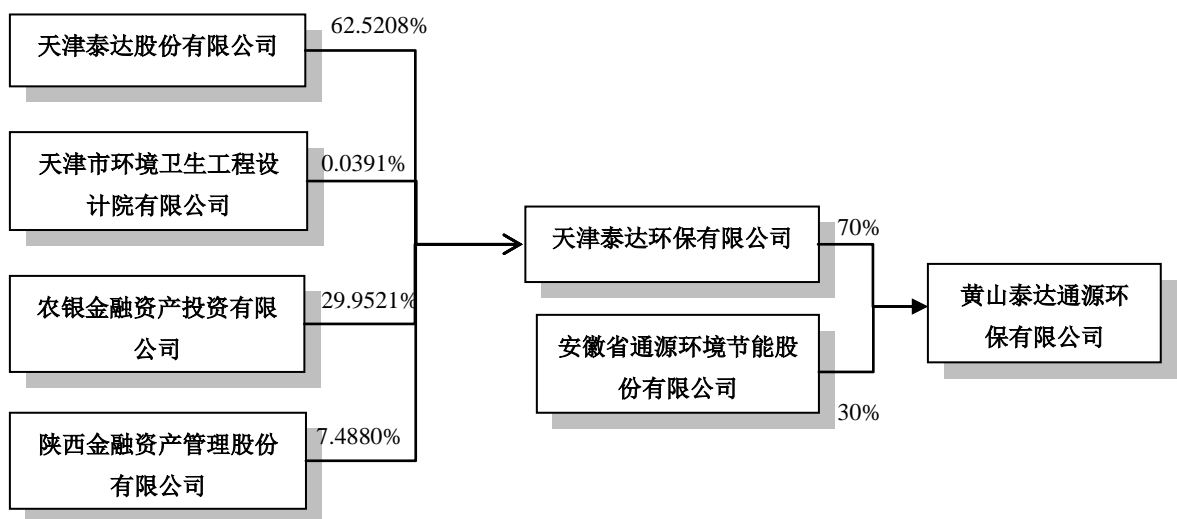 天津泰达股份有限公司
62.5208%
天津市环境卫生工程设
计院有限公司
0.0391%
农银金融资产投资有限
公司
29.9521%
陕西金融资产管理股份
有限公司
7.4880%
天津泰达环保有限公司
70%
安徽省通源环境节能股
份有限公司
30%
黄山泰达通源环
保有限公司